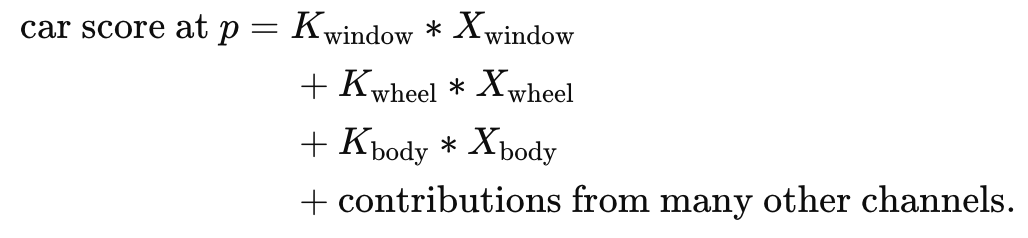 car score at p = K_window * X_window
+ K_wheel * X_wheel
+ K_body * X_body
+ contributions from many other channels.